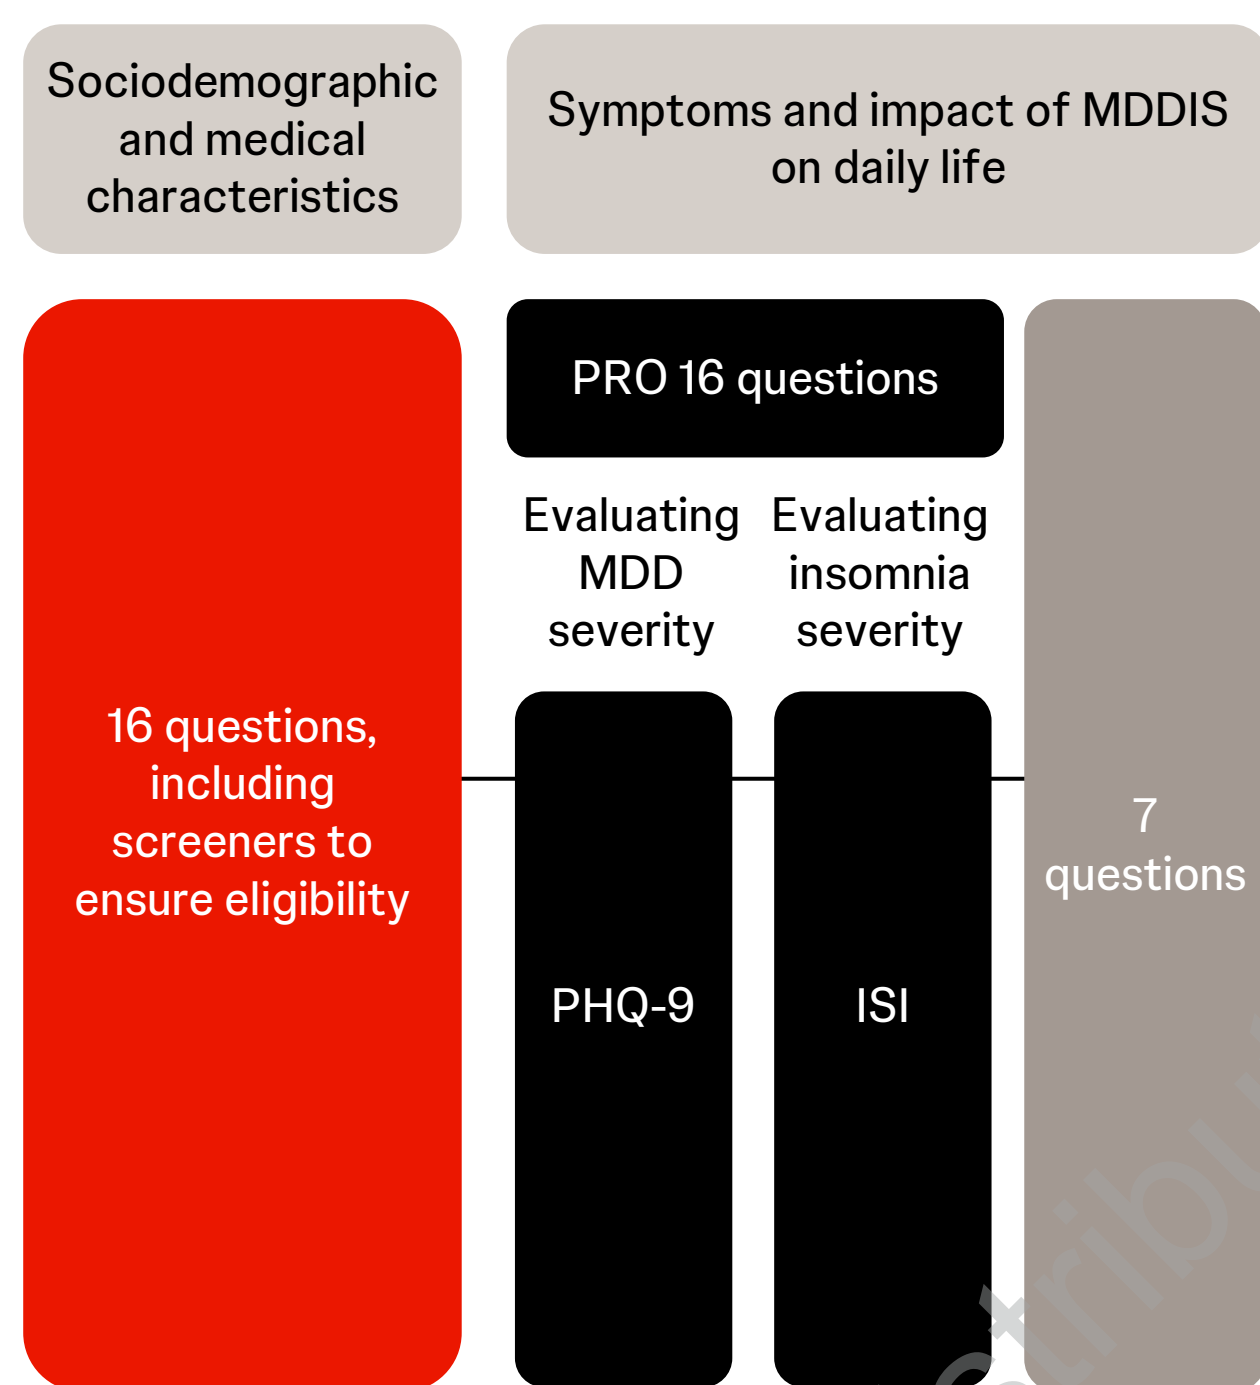 Sociodemographic
and medical
characteristics
Symptoms and impact of MDDIS
on daily life
16 questions,
including
screeners to
ensure eligibility
PRO 16 questions
Evaluating
MDD
severity
Evaluating
insomnia
severity
PHQ-9
ISI
7
questions